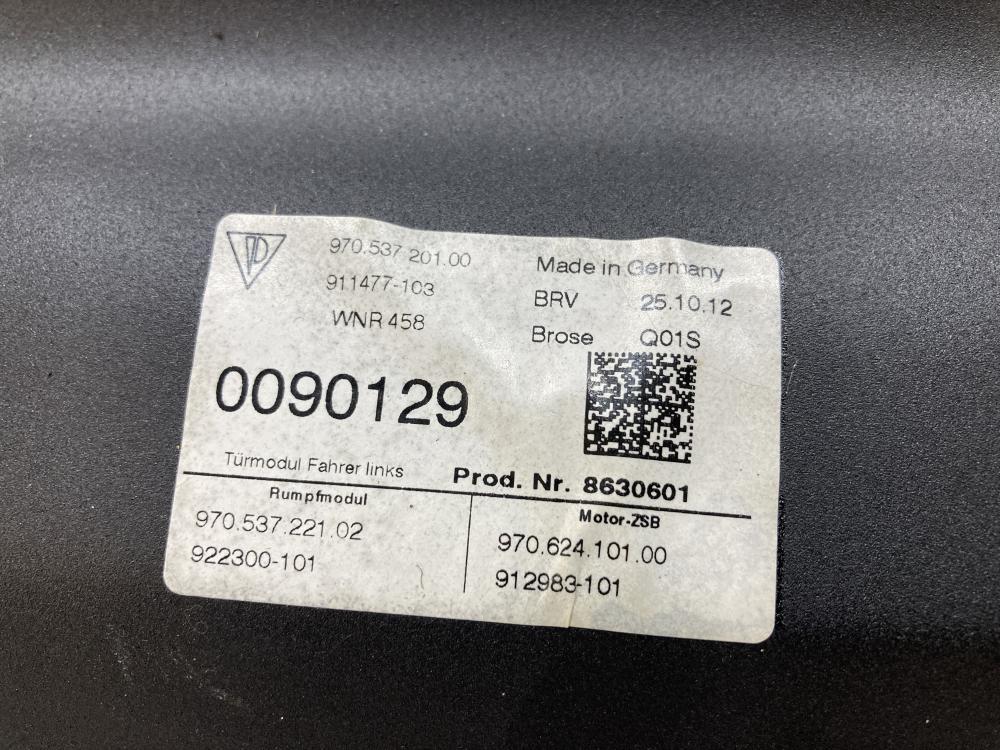 970.537 201.00
911477-103
WNR 458
Made in Germany
BRV 25.10.12
Brose Q01S
0090129
Türmodul Fahrer links
Prod. Nr. 8630601
Rumpfmodul
970.537.221.02
922300-101
Motor-ZSB
970.624.101.00
912983-101